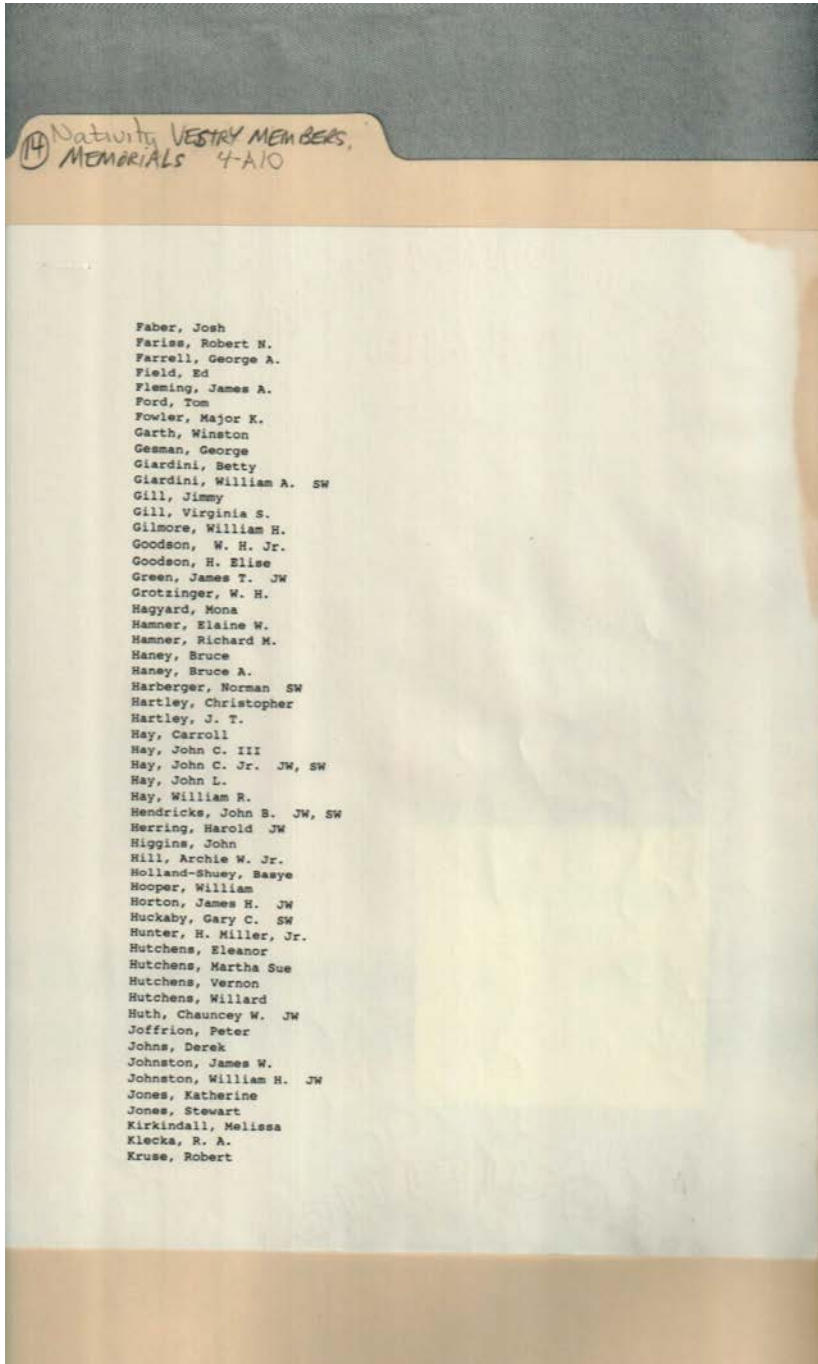 14 Nativity VESTRY MEMBERS,
MEMORIALS 4-A10
Faber, Josh
Fariss, Robert N.
Farrell, George A.
Field, Ed
Fleming, James A.
Ford, Tom
Fowler, Major K.
Garth, Winston
Gesman, George
Giardini, Betty
Giardini, William A. SW
Gill, Jimmy
Gill, Virginia S.
Gilmore, William H.
Goodson, W. H. Jr.
Goodson, H. Elise
Green, James T. JW
Grotzinger, W. H.
Hagyard, Mona
Hamner, Elaine W.
Hamner, Richard M.
Haney, Bruce
Haney, Bruce A.
Harberger, Norman SW
Hartley, Christopher
Hartley, J. T.
Hay, Carroll
Hay, John C. III
Hay, John C. Jr. JW, SW
Hay, John L.
Hay, William R.
Hendricks, John B. JW, SW
Herring, Harold JW
Higgins, John
Hill, Archie W. Jr.
Holland-Shuey, Basye
Hooper, William
Horton, James H. JW
Huckaby, Gary C. SW
Hunter, H. Miller, Jr.
Hutchens, Eleanor
Hutchens, Martha Sue
Hutchens, Vernon
Hutchens, Willard
Huth, Chauncey W. JW
Joffrion, Peter
Johns, Derek
Johnston, James W.
Johnston, William H. JW
Jones, Katherine
Jones, Stewart
Kirkindall, Melissa
Klecka, R. A.
Kruse, Robert